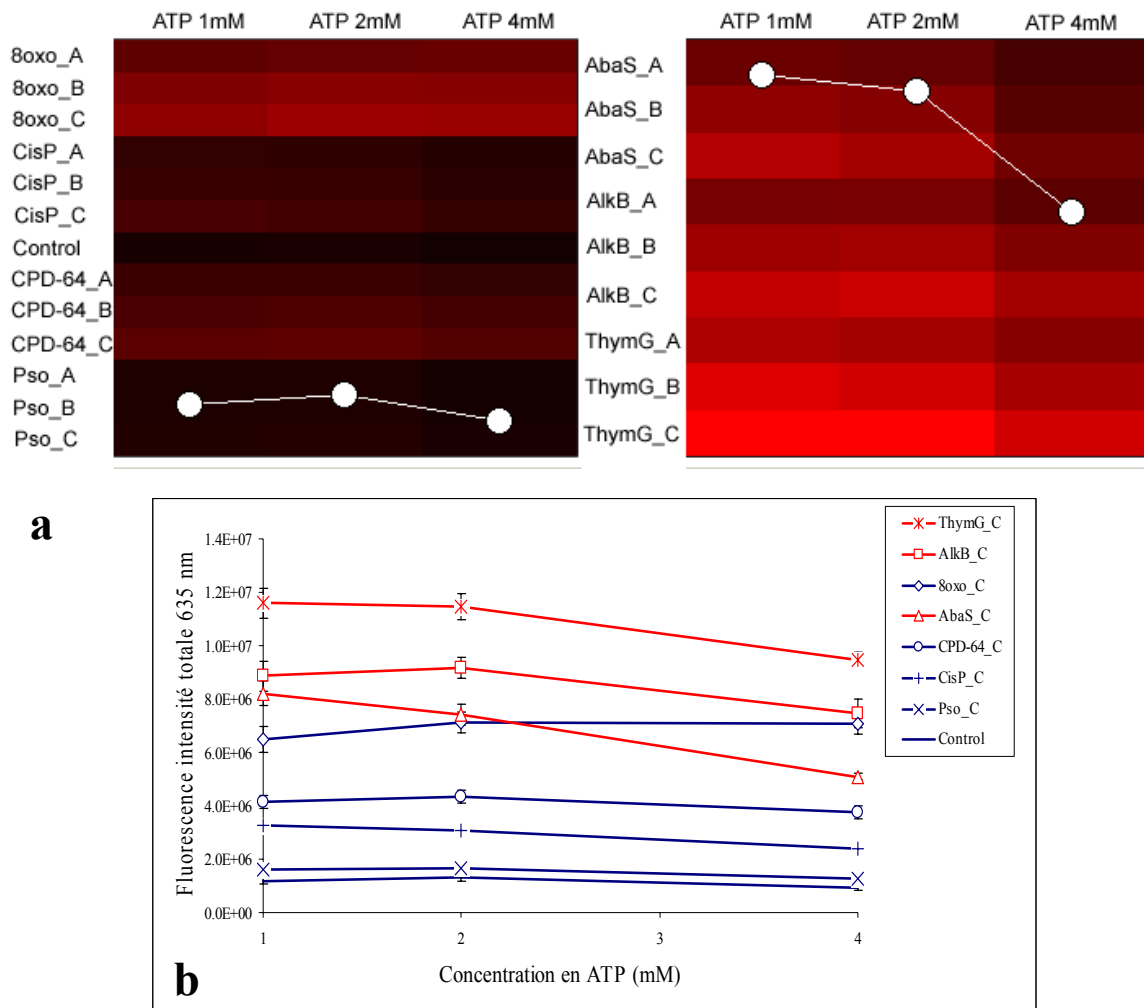 ATP 1mM ATP 2mM ATP 4mM
8oxo_A
8oxo_B
8oxo_C
CisP_A
CisP_B
CisP_C
Control
CPD-64_A
CPD-64_B
CPD-64_C
Pso_A
Pso_B
Pso_C
ATP 1mM ATP 2mM ATP 4mM
AbaS_A
AbaS_B
AbaS_C
AlkB_A
AlkB_B
AlkB_C
ThymG_A
ThymG_B
ThymG_C
a
Fluorescence intensité totale 635 nm
1.4E+07
1.2E+07
1.0E+07
8.0E+06
6.0E+06
4.0E+06
2.0E+06
0.0E+00
1 2 3 4
Concentration en ATP (mM)
ThymG_C
AlkB_C
8oxo_C
AbaS_C
CPD-64_C
CisP_C
Pso_C
Control
b